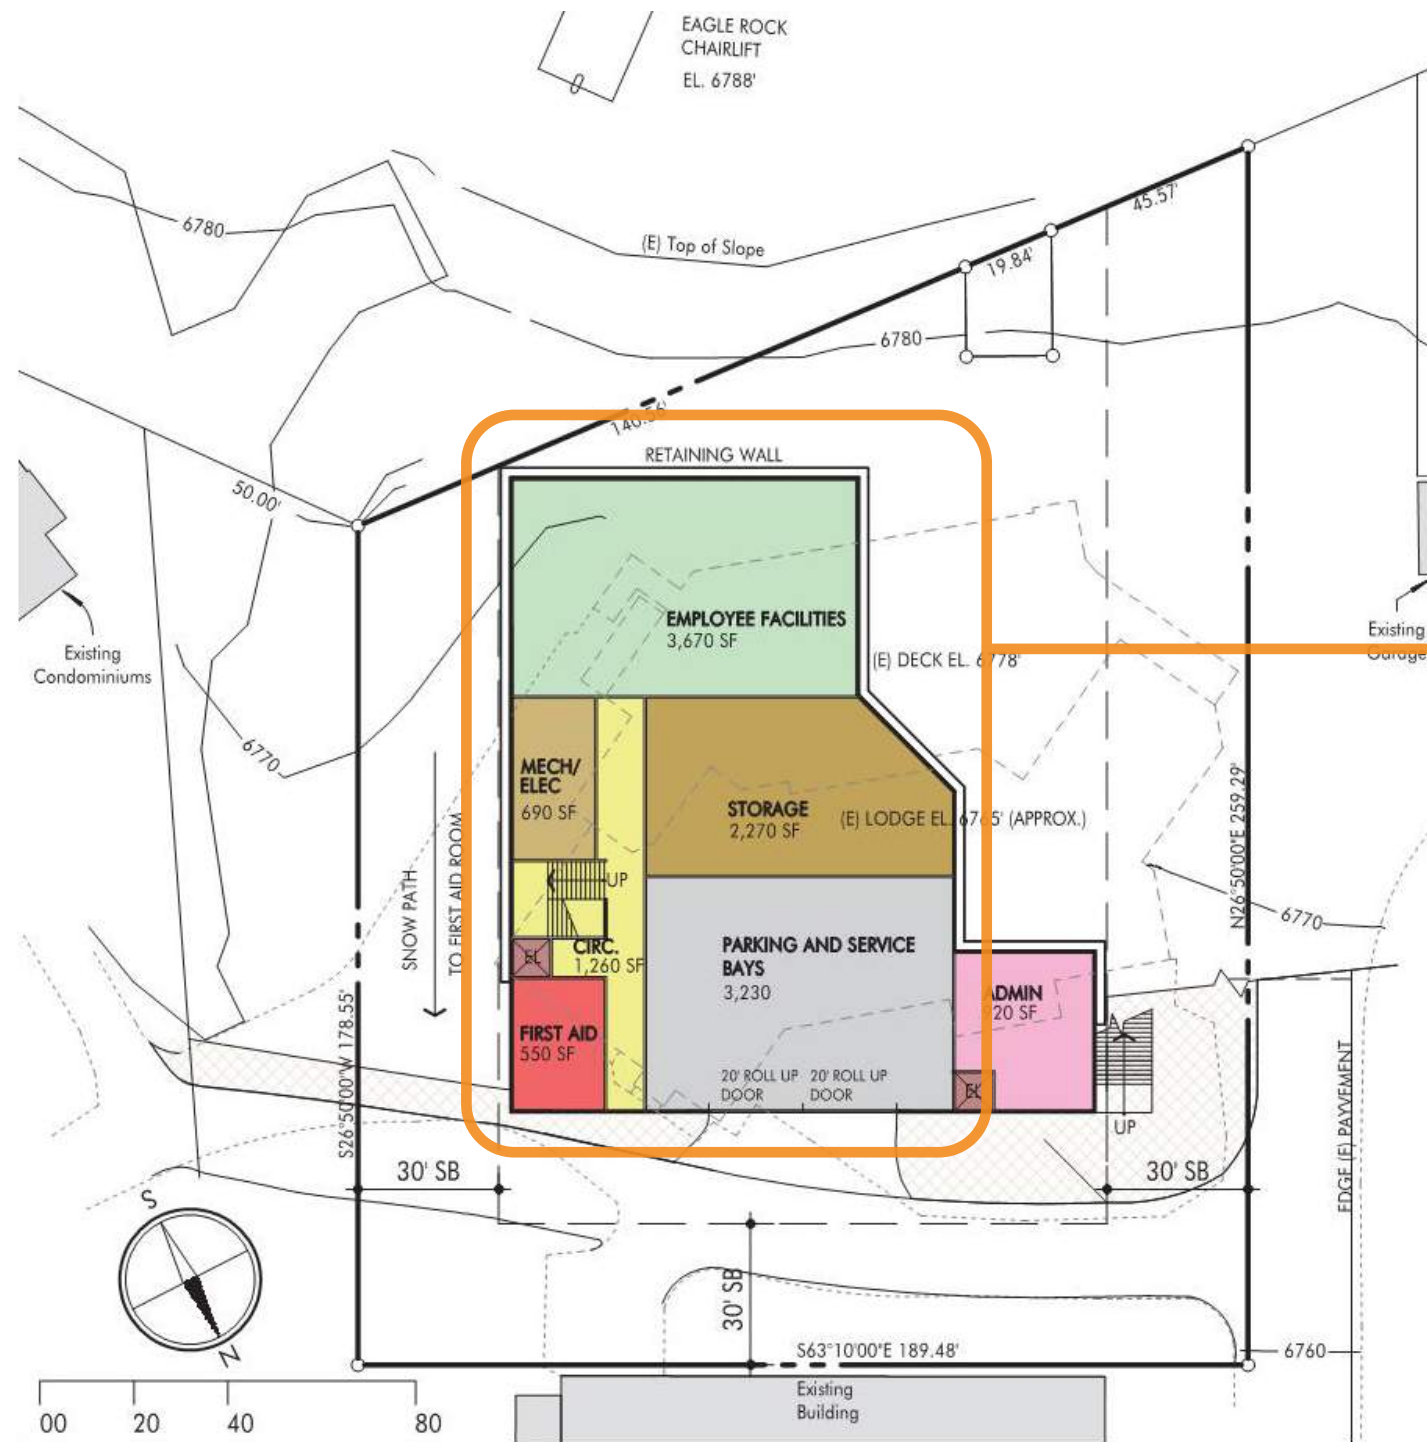 EAGLE ROCK
CHAIRLIFT
EL. 6788'
45.57'
6780
(E) Top of Slope
19.84'
6780
140.56'
RETAINING WALL
50.00'
EMPLOYEE FACILITIES
3,670 SF
Existing
Condominiums
Existing
Garage
(E) DECK EL. 6778'
6770
MECH/
ELEC
690 SF
STORAGE
2,270 SF
(E) LODGE EL. 6765' (APPROX.)
N26°50'00"E 259.29'
SNOW PATH
TO FIRST AID ROOM
UP
6770
EL
CIRC.
1,260 SF
PARKING AND SERVICE
BAYS
3,230
ADMIN
920 SF
FIRST AID
550 SF
20' ROLL UP
DOOR
20' ROLL UP
DOOR
EL
UP
S26°50'00"W 178.55'
EDGE (E) PAYVEMENT
30' SB
30' SB
S
N
30' SB
S63°10'00"E 189.48'
6760
Existing
Building
00 20 40 80